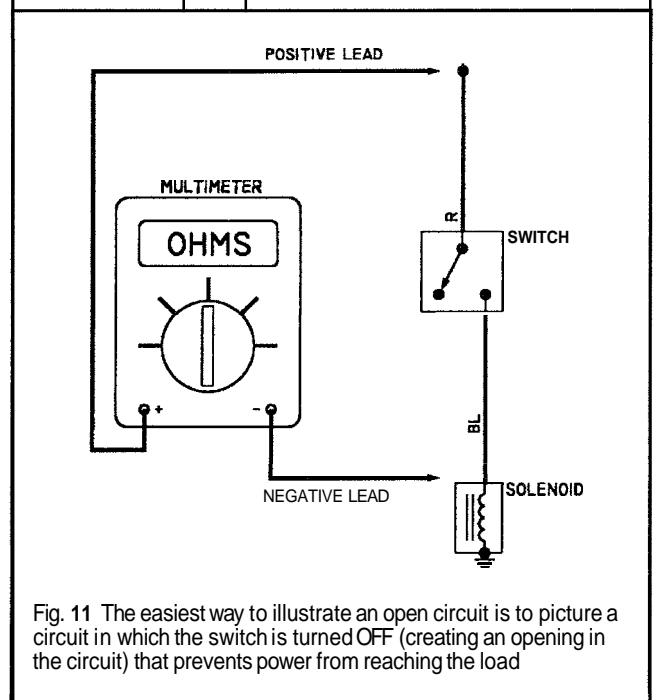 POSITIVE LEAD
MULTIMETER
OHMS
R
SWITCH
+
-
BL
NEGATIVE LEAD
SOLENOID
Fig. 11 The easiest way to illustrate an open circuit is to picture a
circuit in which the switch is turned OFF (creating an opening in
the circuit) that prevents power from reaching the load